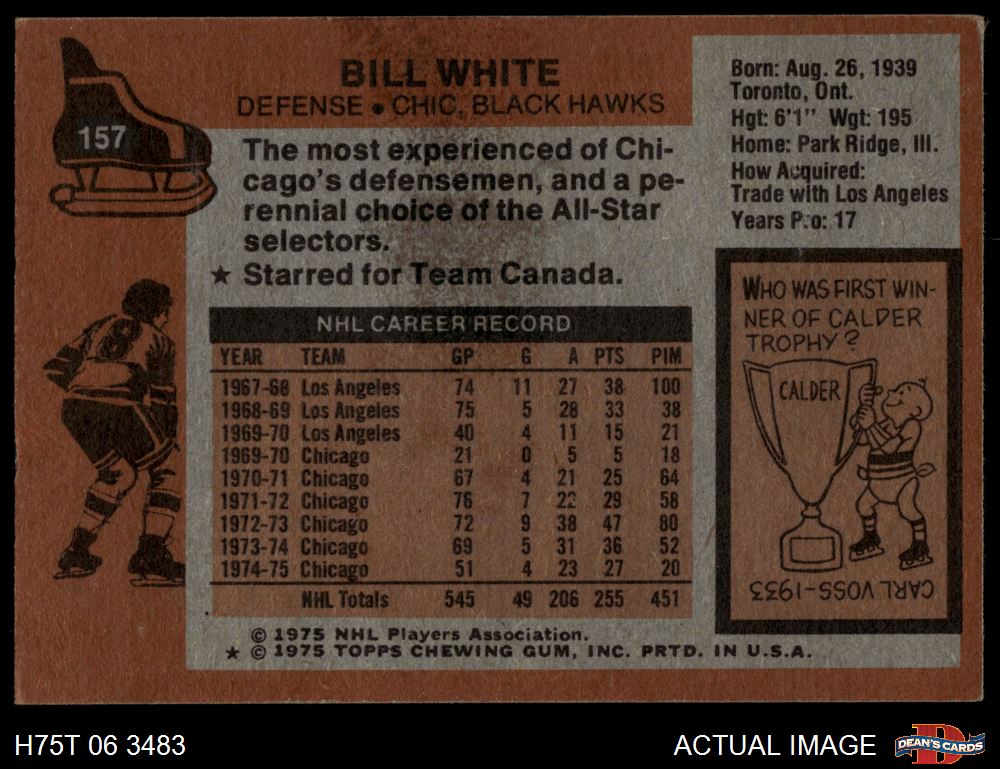 BILL WHITE
DEFENSE • CHIC. BLACK HAWKS
157
The most experienced of Chi-
cago's defensemen, and a pe-
rennial choice of the All-Star
selectors.
★ Starred for Team Canada.
Born: Aug. 26, 1939
Toronto, Ont.
Hgt: 6'1" Wgt: 195
Home: Park Ridge, Ill.
How Acquired:
Trade with Los Angeles
Years Pro: 17
NHL CAREER RECORD
YEAR TEAM GP G A PTS PIM
1967-68 Los Angeles 74 11 27 38 100
1968-69 Los Angeles 75 5 28 33 38
1969-70 Los Angeles 40 4 11 15 21
1969-70 Chicago 21 0 5 5 18
1970-71 Chicago 67 4 21 25 64
1971-72 Chicago 76 7 22 29 58
1972-73 Chicago 72 9 38 47 80
1973-74 Chicago 69 5 31 36 52
1974-75 Chicago 51 4 23 27 20
NHL Totals 545 49 206 255 451
WHO WAS FIRST WIN-
NER OF CALDER
TROPHY?
CALDER
CARL VOSS-1933
8
© 1975 NHL Players Association.
★ © 1975 TOPPS CHEWING GUM, INC. PRTD. IN U.S.A.
H75T 06 3483
ACTUAL IMAGE
D
DEAN'S CARDS